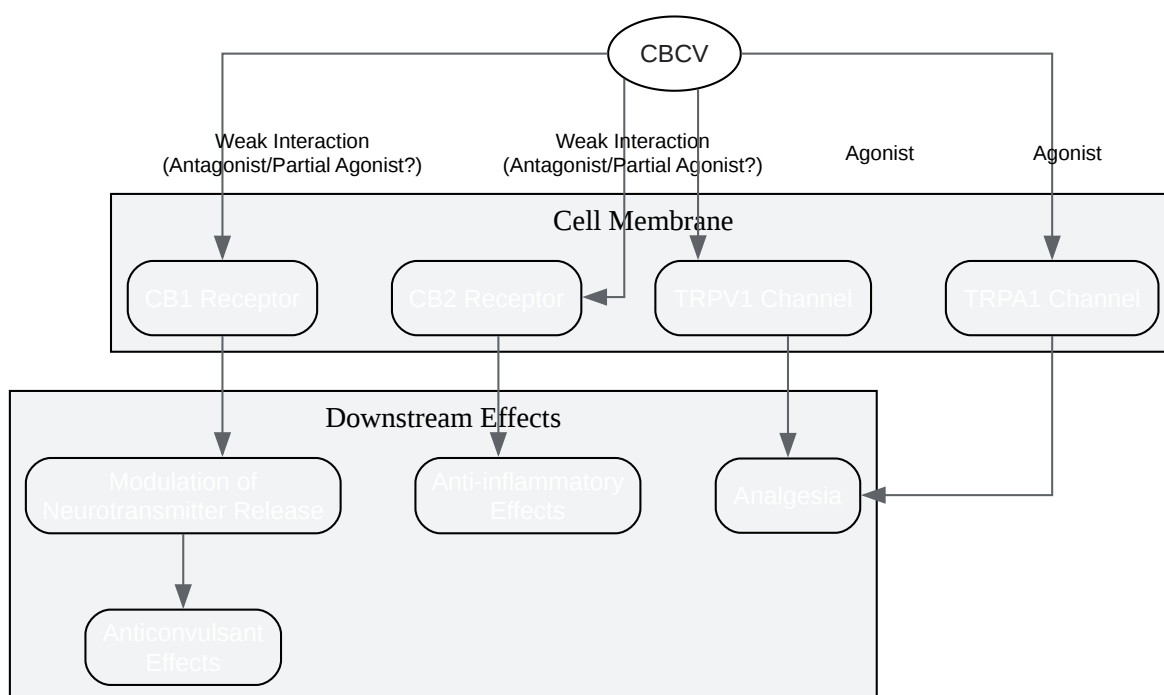 CBCV
Weak Interaction
(Antagonist/Partial Agonist?)
Weak Interaction
(Antagonist/Partial Agonist?)
Agonist
Agonist
Cell Membrane
CB1 Receptor
CB2 Receptor
TRPV1 Channel
TRPA1 Channel
Downstream Effects
Modulation of
Neurotransmitter Release
Anti-inflammatory
Effects
Analgesia
Anticonvulsant
Effects